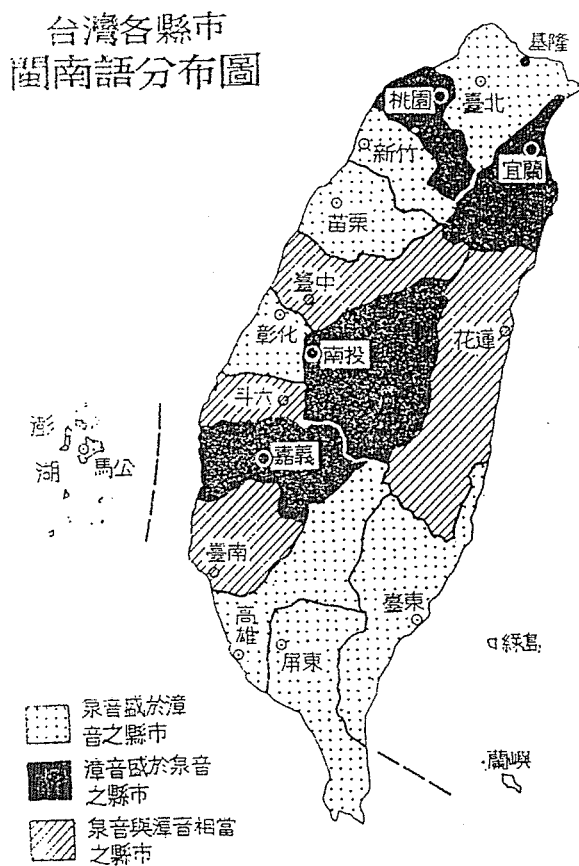 台灣各縣市
閩南語分布圖
基隆
臺北
桃園
新竹
宜蘭
苗栗
臺中
彰化
南投
花蓮
斗六
澎
湖
馬公
嘉義
臺南
高
雄
屏東
臺東
綠島
蘭嶼
泉音盛於漳
音之縣市
漳音盛於泉音
之縣市
泉音與漳音相當
之縣市